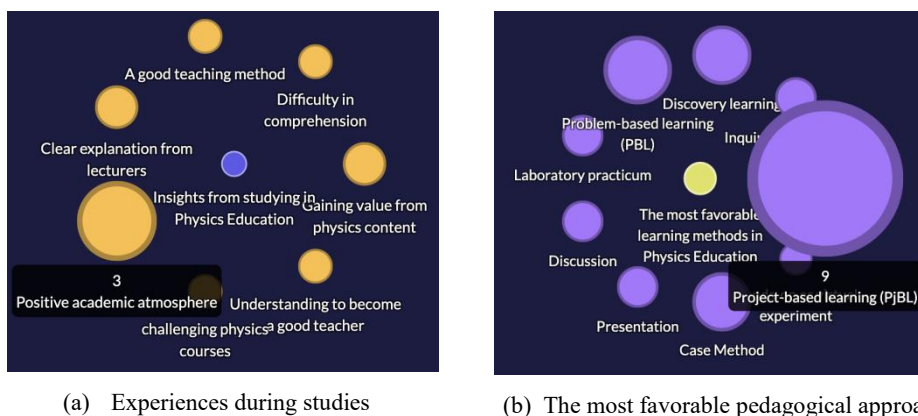 A good teaching method
Difficulty in
comprehension
Clear explanation from
lecturers
Insights from studying in
Physics Education
Gaining value from
physics content
3
Positive academic atmosphere
Understanding to become
a good teacher
challenging physics
courses
(a) Experiences during studies
Discovery learning
Problem-based learning
(PBL)
Laboratory practicum
The most favorable
learning methods in
Physics Education
Discussion
9
Project-based learning (PjBL)
experiment
Presentation
Case Method
(b) The most favorable pedagogical